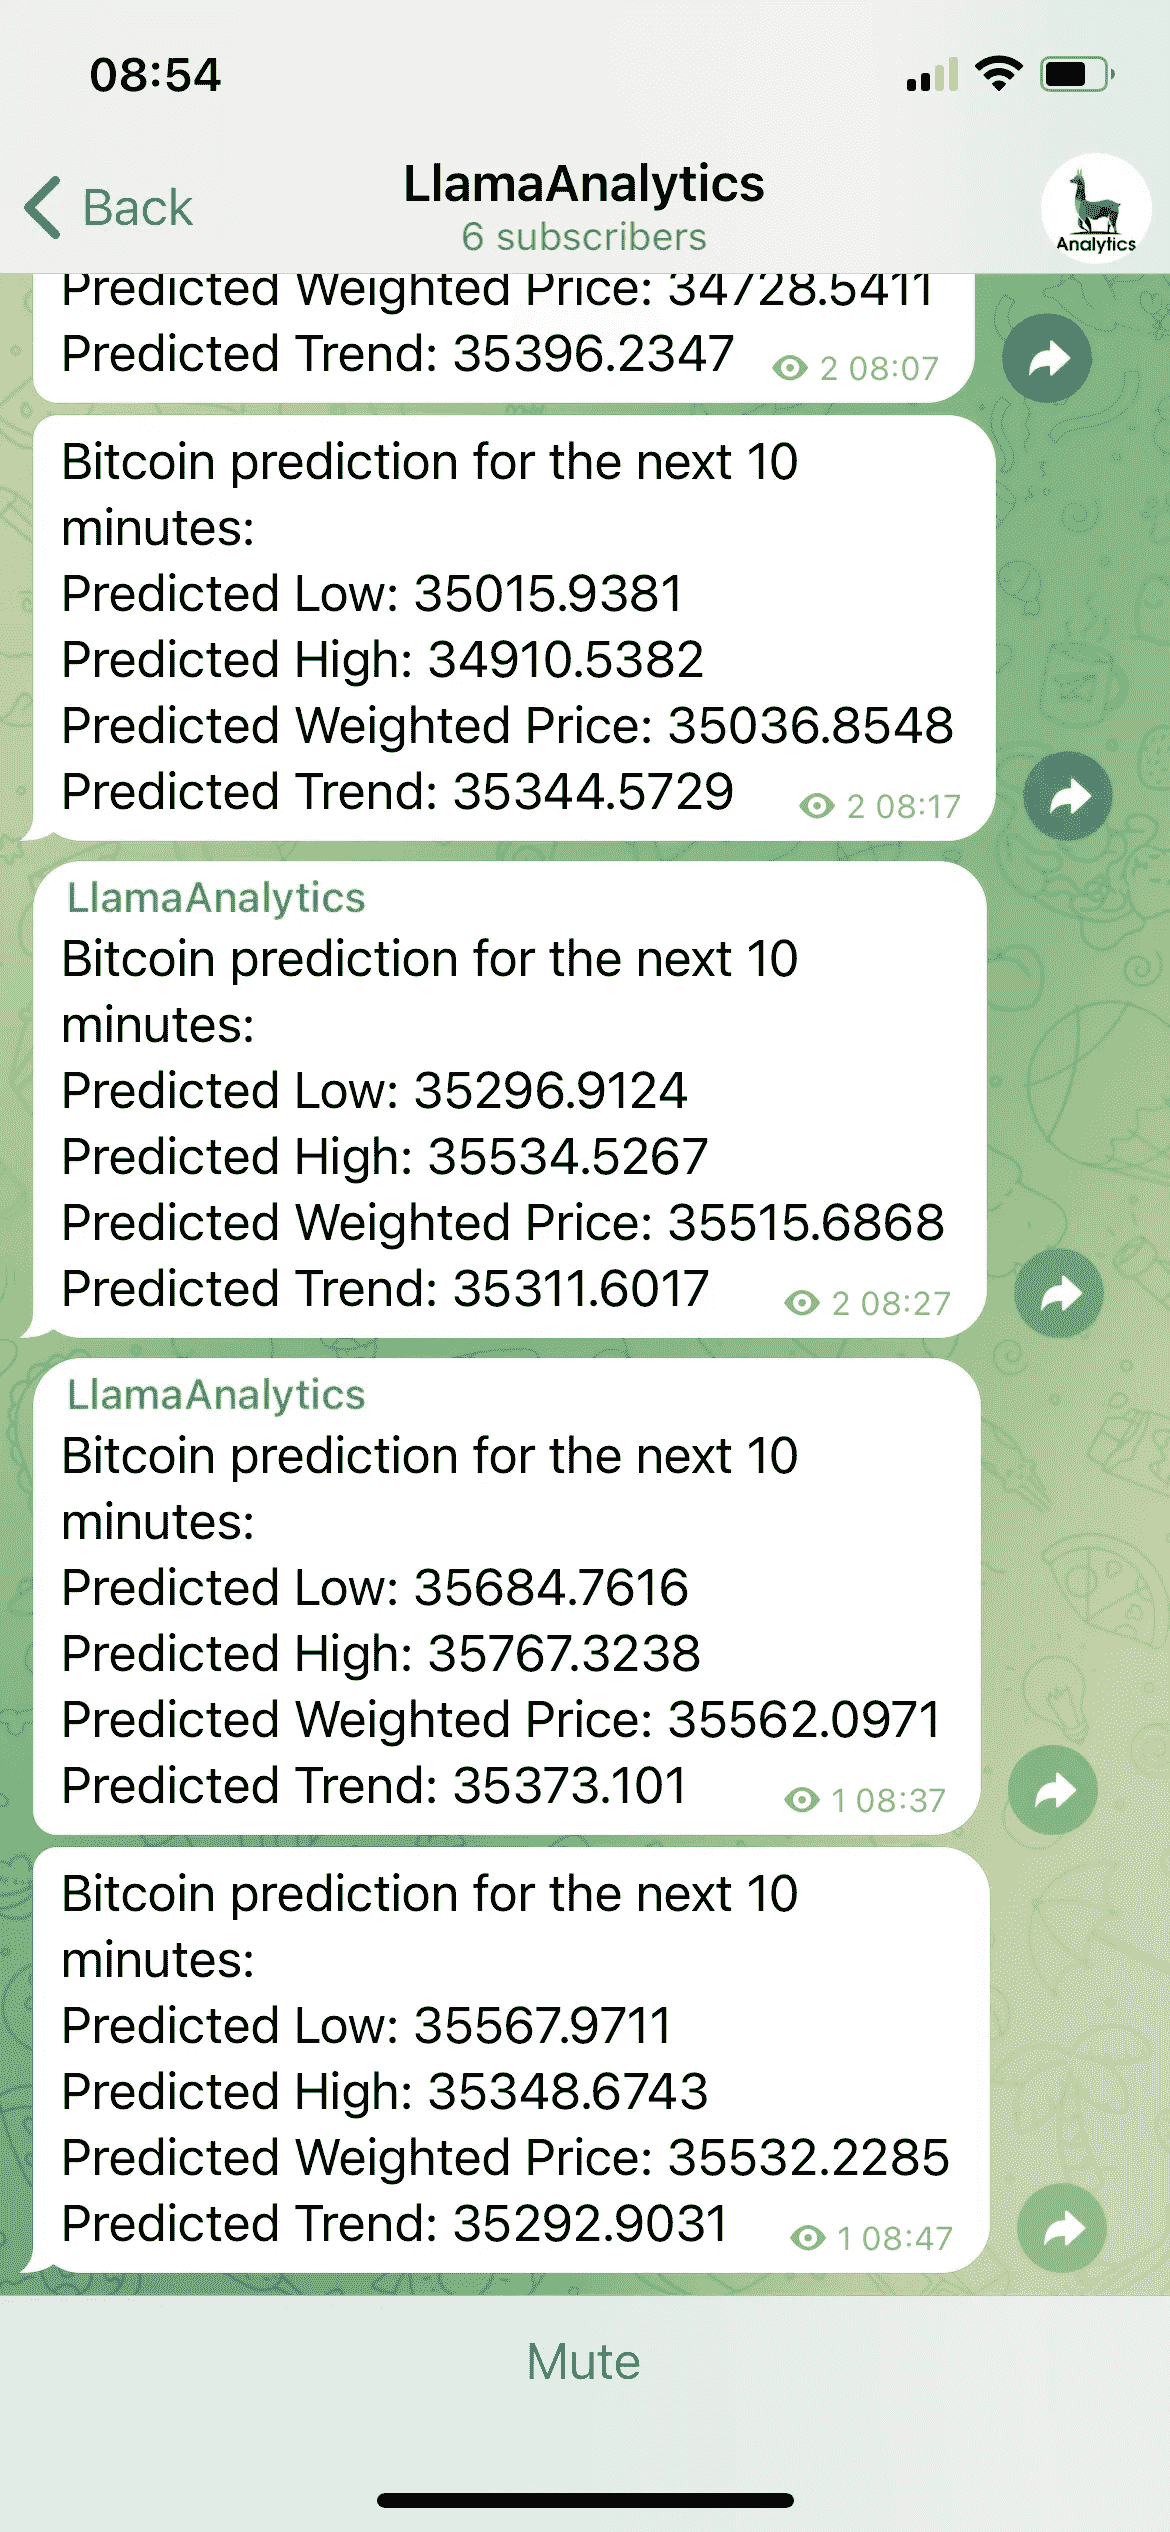 08:54
Back
LlamaAnalytics
6 subscribers
Analytics
Predicted Weighted Price: 34728.5411
Predicted Trend: 35396.2347
2 08:07
Bitcoin prediction for the next 10
minutes:
Predicted Low: 35015.9381
Predicted High: 34910.5382
Predicted Weighted Price: 35036.8548
Predicted Trend: 35344.5729
2 08:17
LlamaAnalytics
Bitcoin prediction for the next 10
minutes:
Predicted Low: 35296.9124
Predicted High: 35534.5267
Predicted Weighted Price: 35515.6868
Predicted Trend: 35311.6017
2 08:27
LlamaAnalytics
Bitcoin prediction for the next 10
minutes:
Predicted Low: 35684.7616
Predicted High: 35767.3238
Predicted Weighted Price: 35562.0971
Predicted Trend: 35373.101
1 08:37
Bitcoin prediction for the next 10
minutes:
Predicted Low: 35567.9711
Predicted High: 35348.6743
Predicted Weighted Price: 35532.2285
Predicted Trend: 35292.9031
1 08:47
Mute